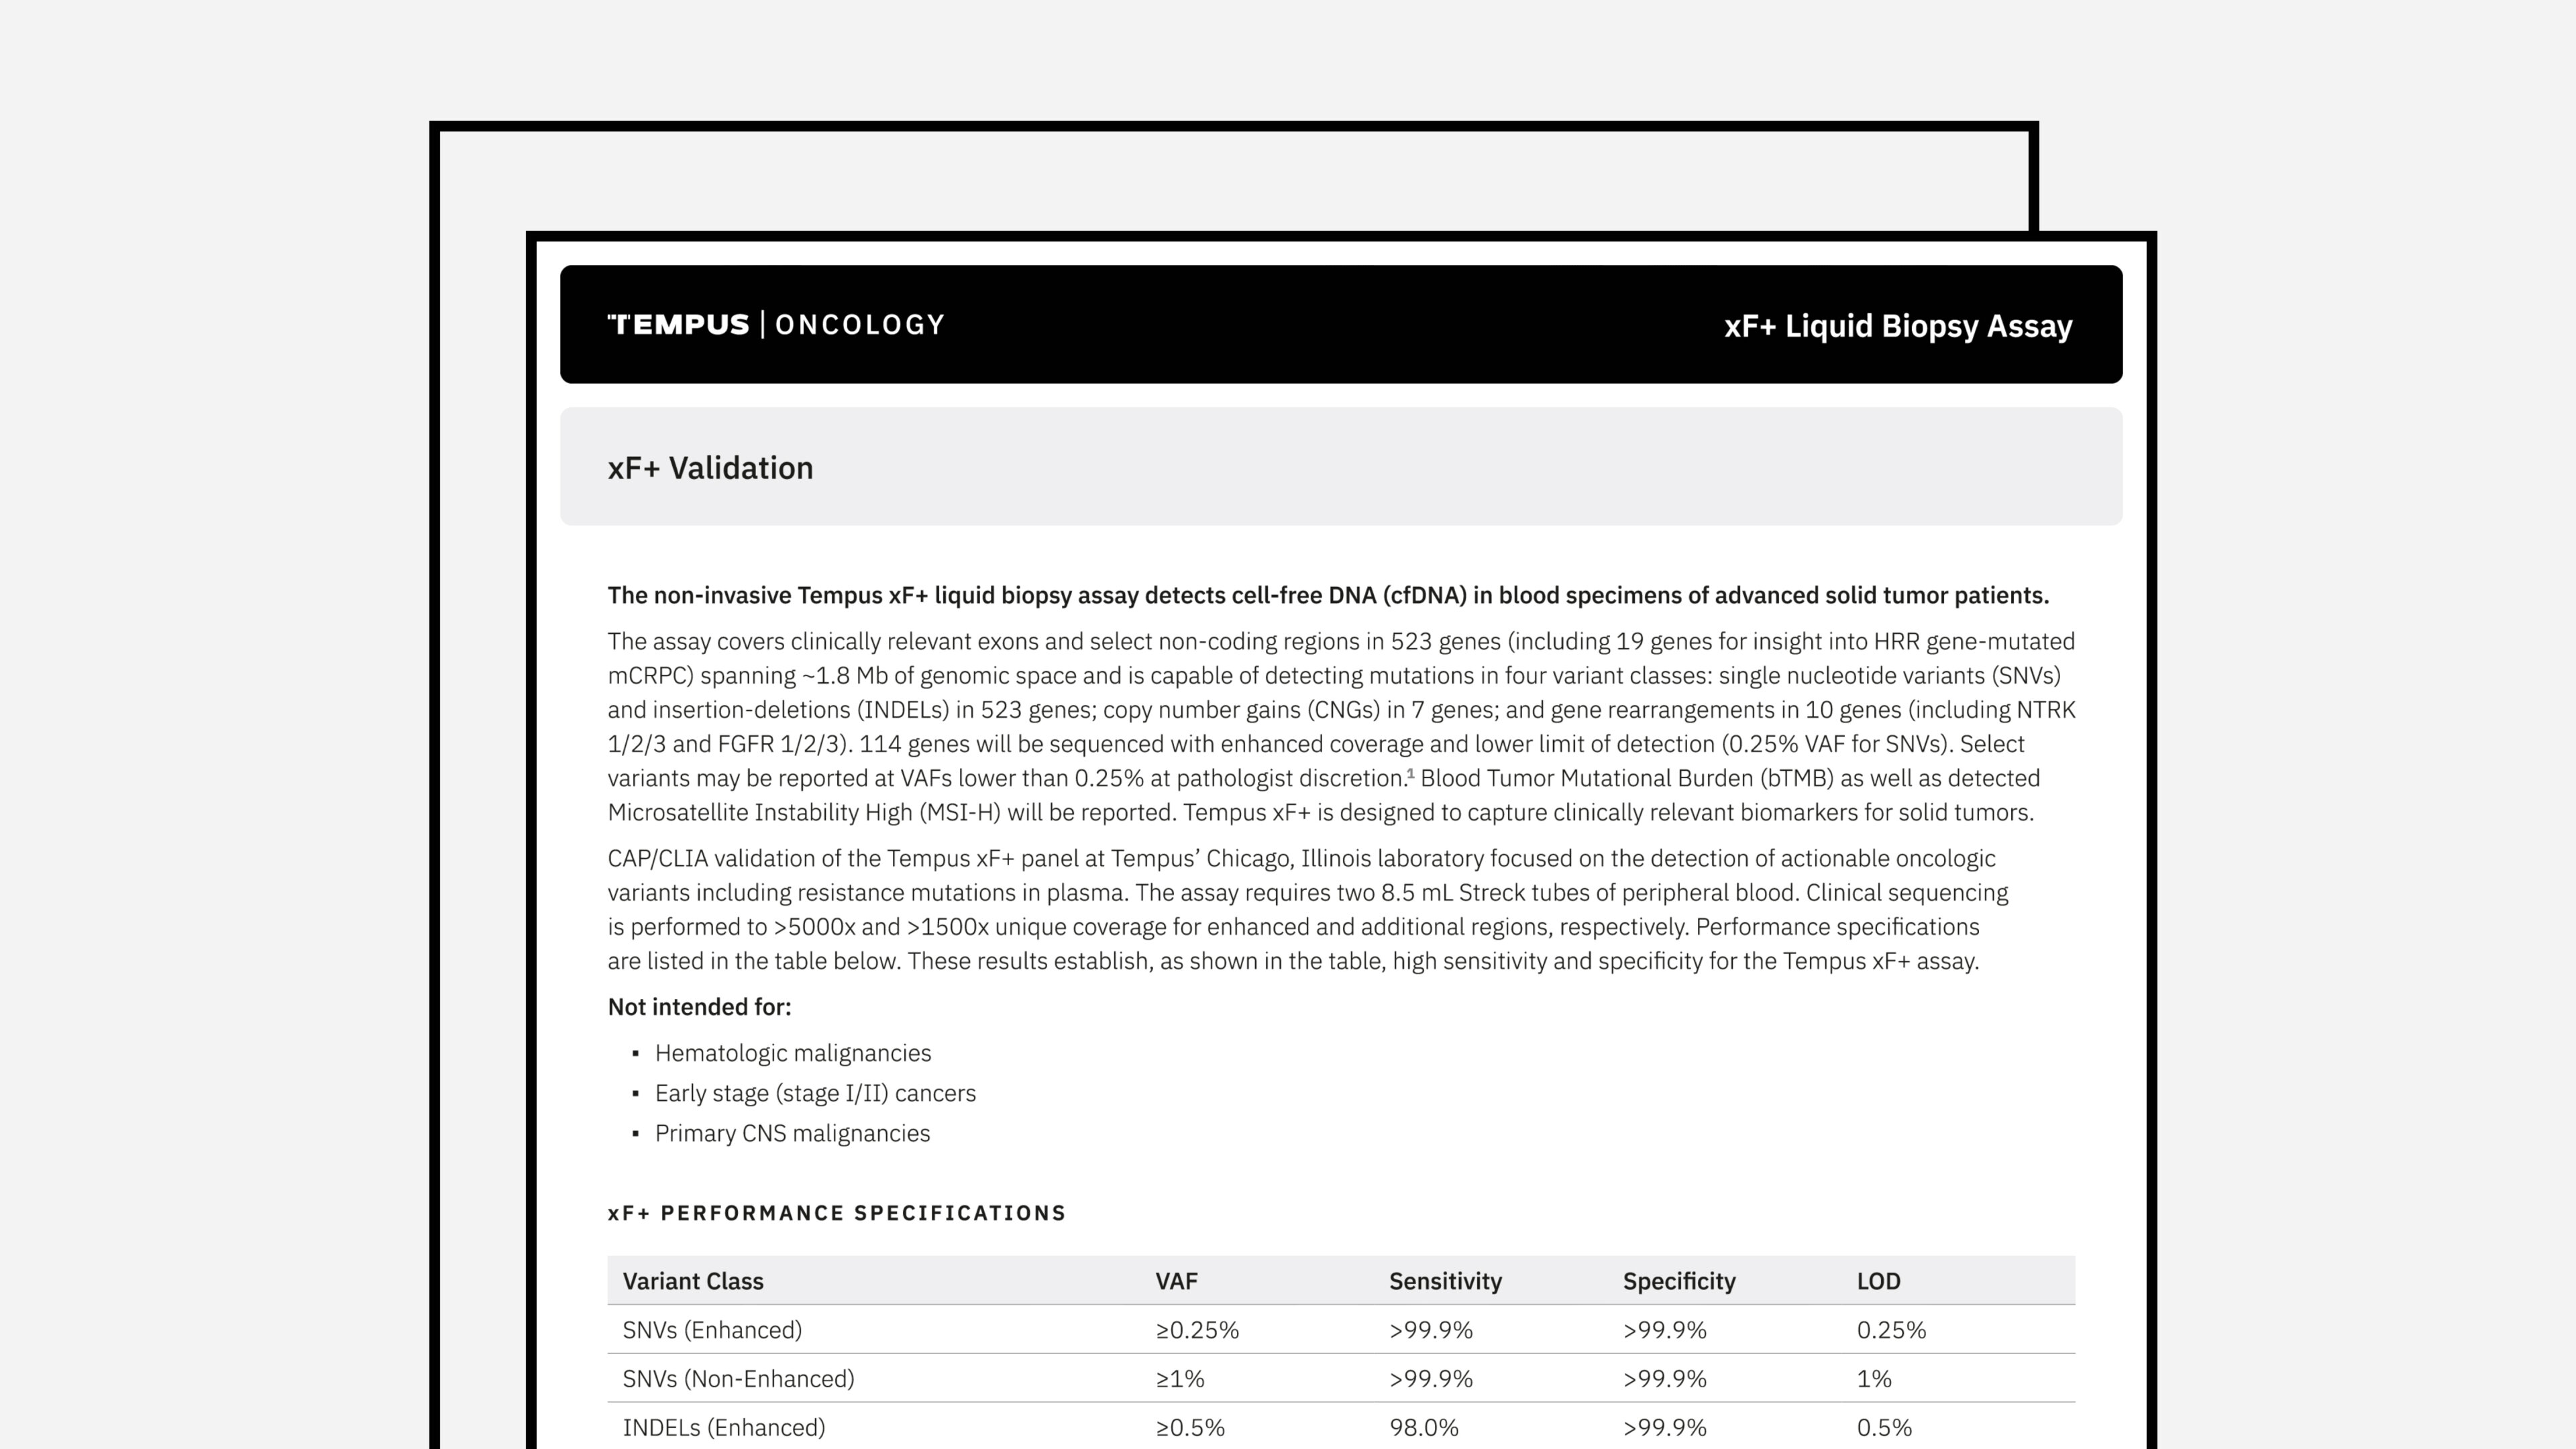 TEMPUS | ONCOLOGY
xF+ Liquid Biopsy Assay
xF+ Validation
The non-invasive Tempus xF+ liquid biopsy assay detects cell-free DNA (cfDNA) in blood specimens of advanced solid tumor patients.
The assay covers clinically relevant exons and select non-coding regions in 523 genes (including 19 genes for insight into HRR gene-mutated
mCRPC) spanning ~1.8 Mb of genomic space and is capable of detecting mutations in four variant classes: single nucleotide variants (SNVs)
and insertion-deletions (INDELs) in 523 genes; copy number gains (CNGs) in 7 genes; and gene rearrangements in 10 genes (including NTRK
1/2/3 and FGFR 1/2/3). 114 genes will be sequenced with enhanced coverage and lower limit of detection (0.25% VAF for SNVs). Select
variants may be reported at VAFs lower than 0.25% at pathologist discretion.¹ Blood Tumor Mutational Burden (bTMB) as well as detected
Microsatellite Instability High (MSI-H) will be reported. Tempus xF+ is designed to capture clinically relevant biomarkers for solid tumors.
CAP/CLIA validation of the Tempus xF+ panel at Tempus’ Chicago, Illinois laboratory focused on the detection of actionable oncologic
variants including resistance mutations in plasma. The assay requires two 8.5 mL Streck tubes of peripheral blood. Clinical sequencing
is performed to >5000x and >1500x unique coverage for enhanced and additional regions, respectively. Performance specifications
are listed in the table below. These results establish, as shown in the table, high sensitivity and specificity for the Tempus xF+ assay.
Not intended for:
▪ Hematologic malignancies
▪ Early stage (stage I/II) cancers
▪ Primary CNS malignancies
xF+ PERFORMANCE SPECIFICATIONS
Variant Class VAF Sensitivity Specificity LOD
SNVs (Enhanced) ≥0.25% >99.9% >99.9% 0.25%
SNVs (Non-Enhanced) ≥1% >99.9% >99.9% 1%
INDELs (Enhanced) ≥0.5% 98.0% >99.9% 0.5%